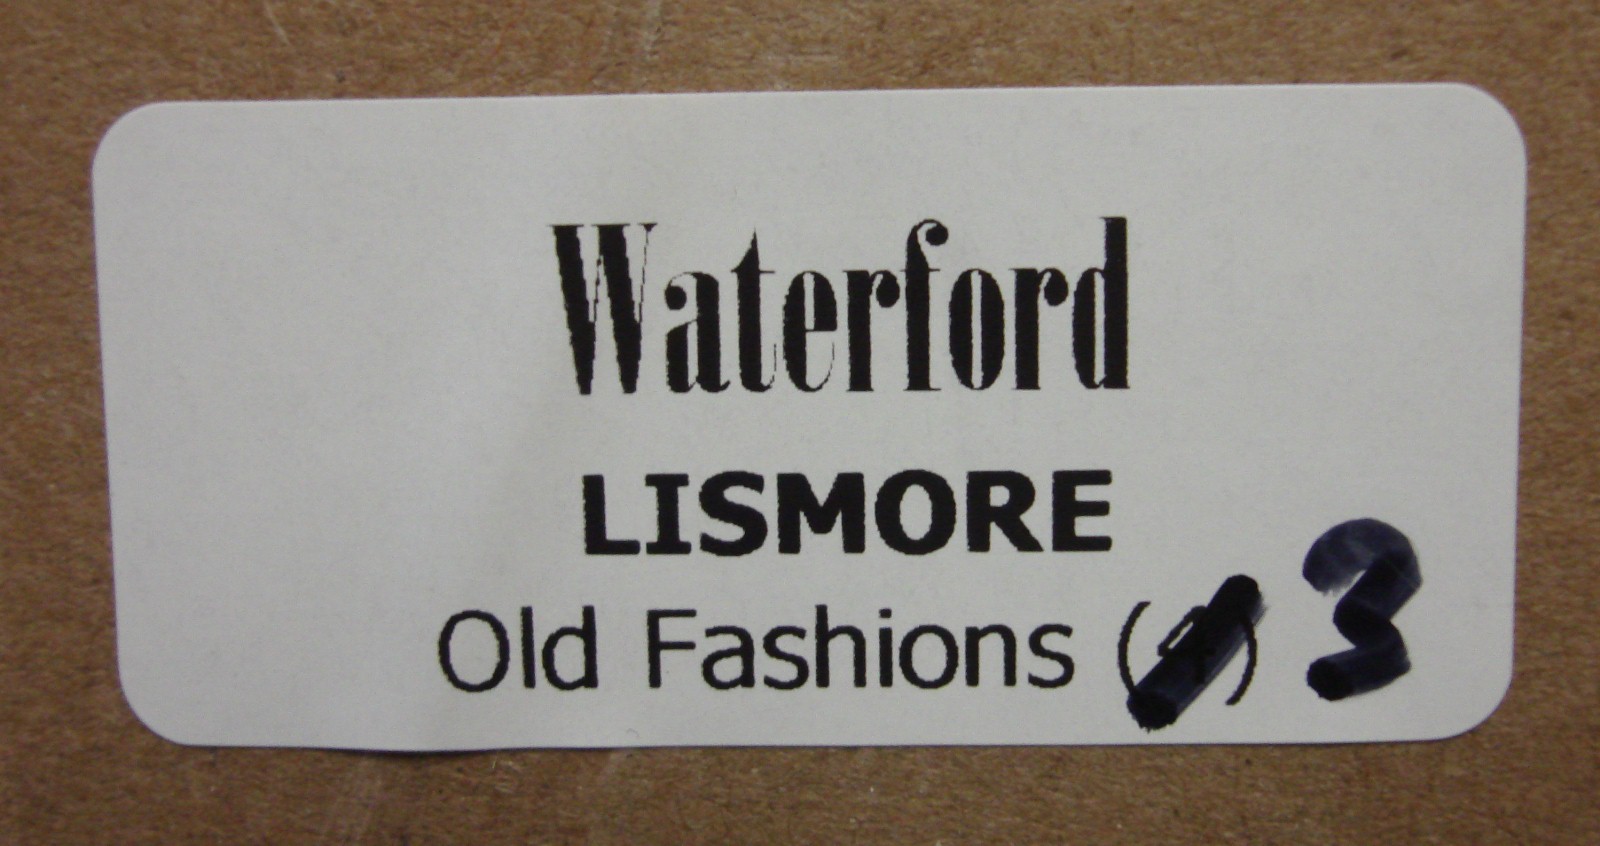 Waterford
LISMORE
Old Fashions ( ) 3